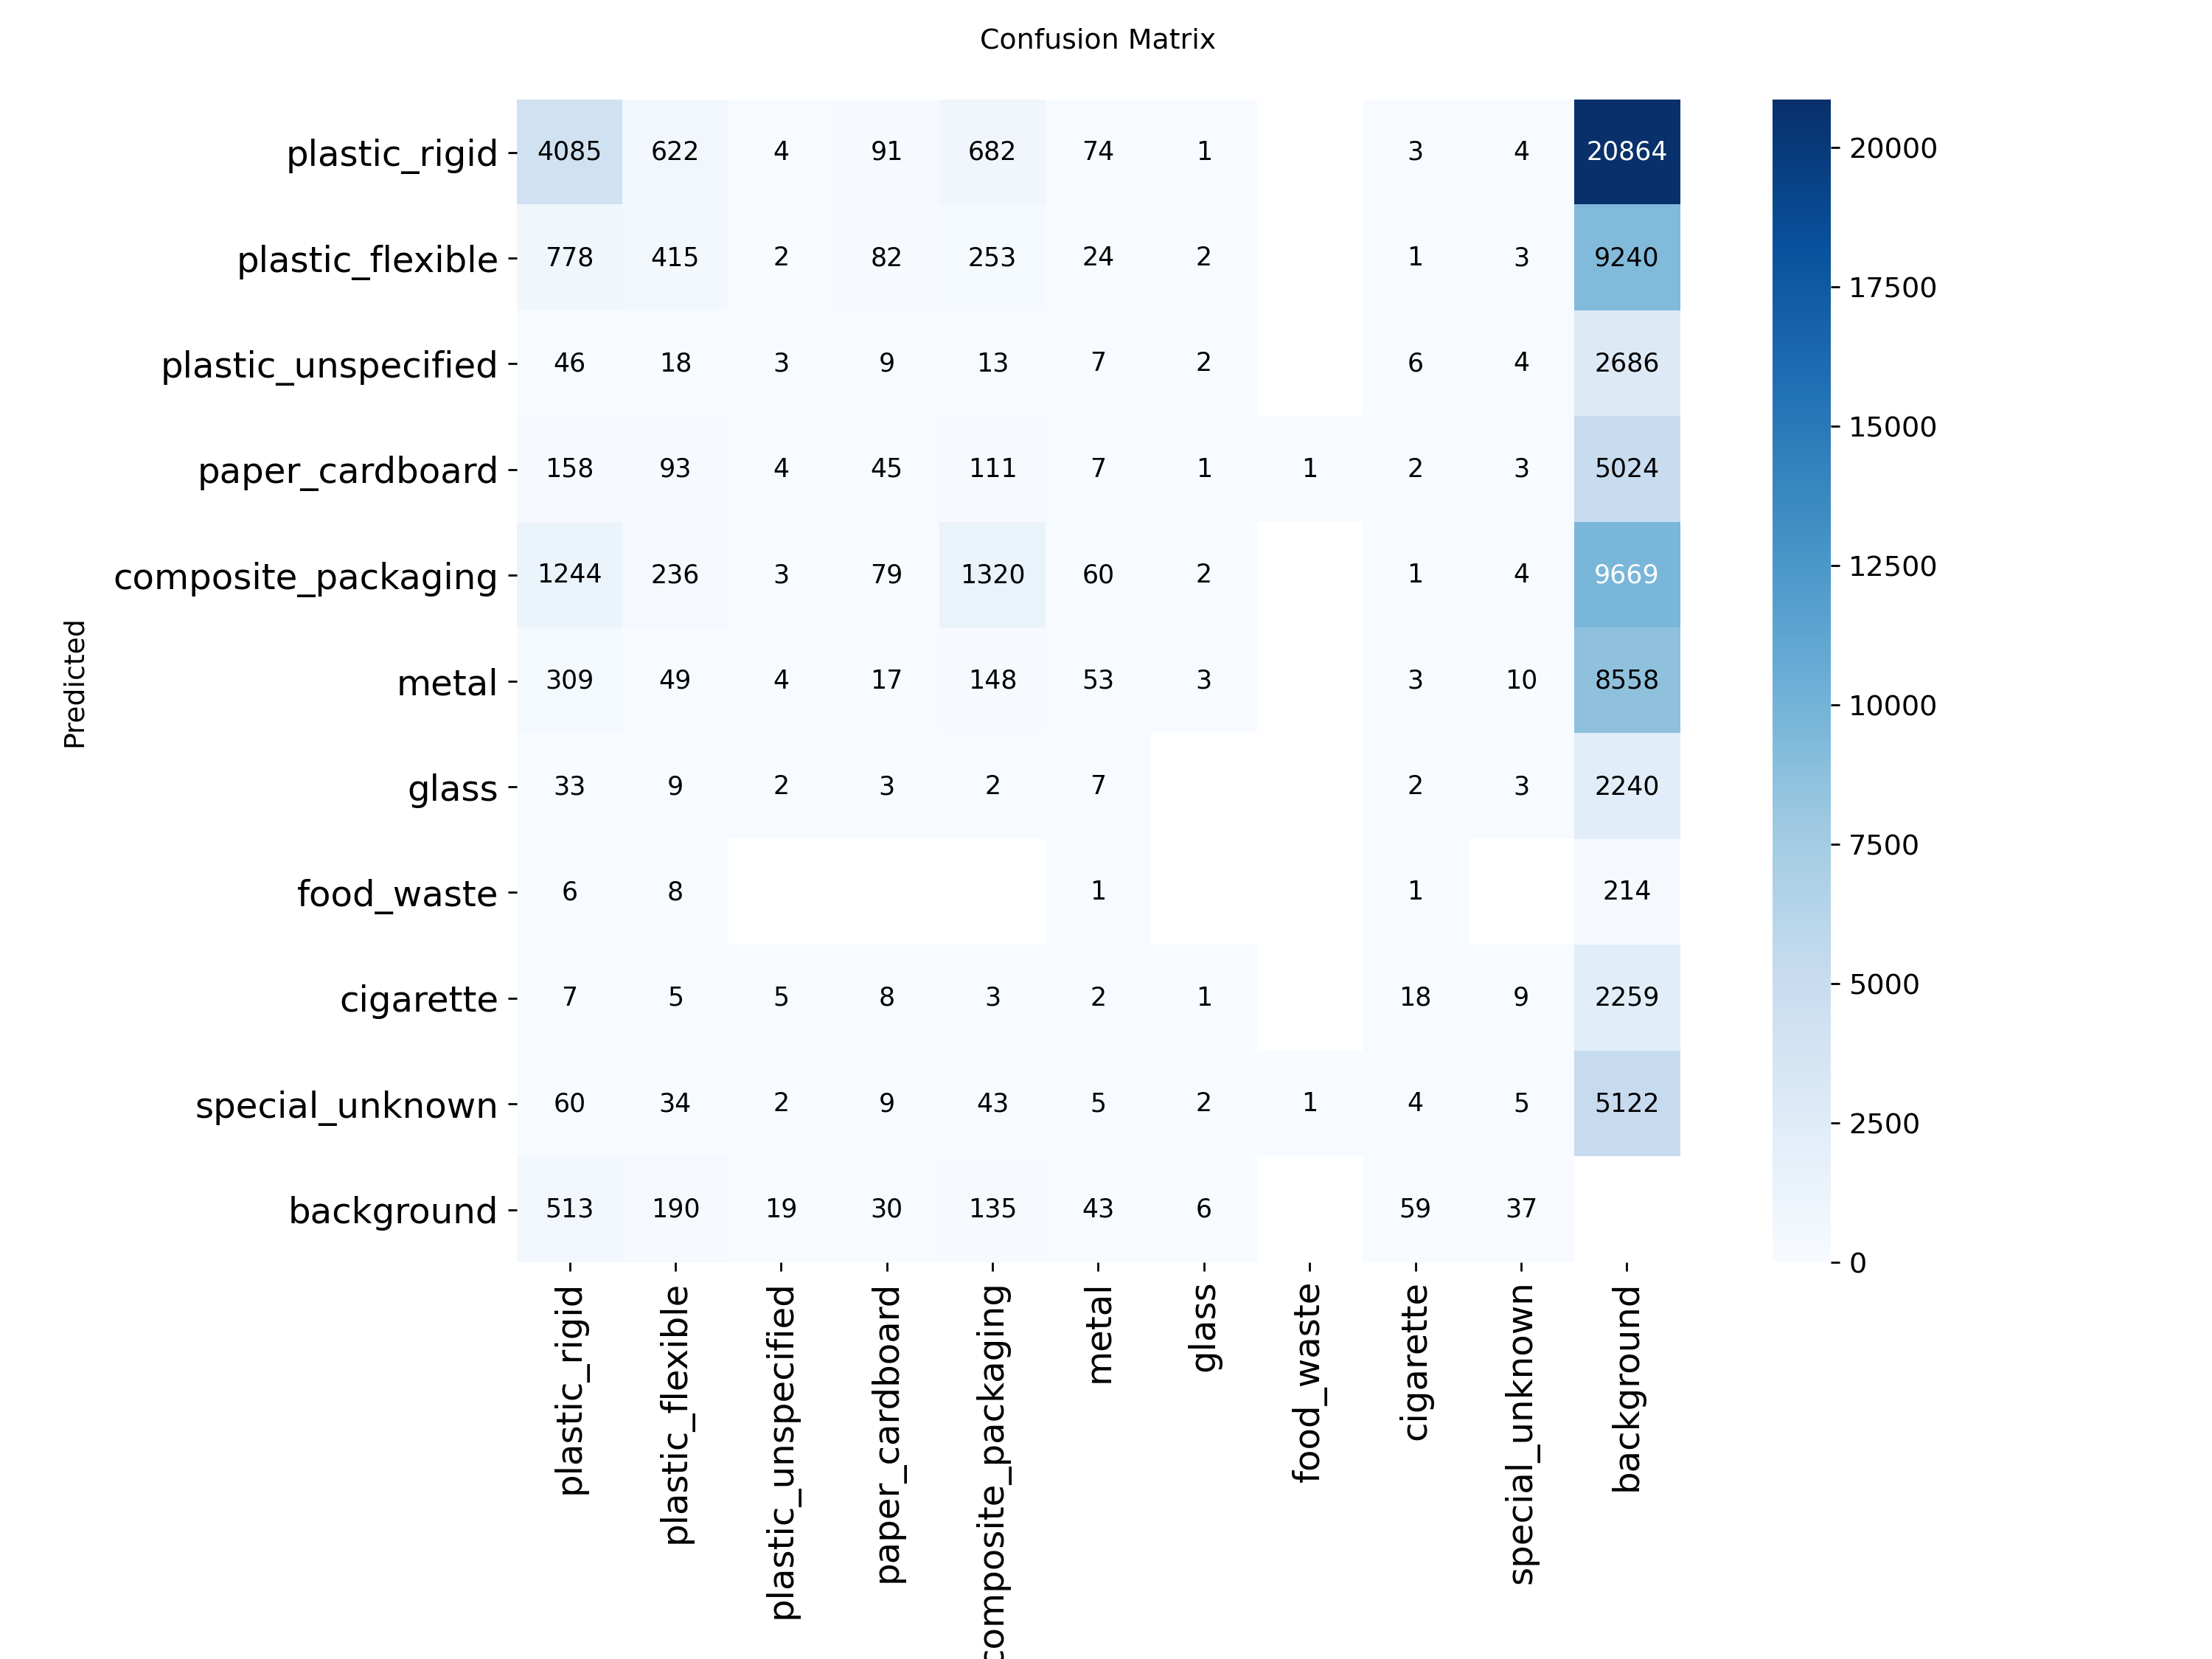 Confusion Matrix
plastic_rigid 4085 622 4 91 682 74 1 3 4 20864
plastic_flexible 778 415 2 82 253 24 2 1 3 9240
plastic_unspecified 46 18 3 9 13 7 2 6 4 2686
paper_cardboard 158 93 4 45 111 7 1 1 2 3 5024
composite_packaging 1244 236 3 79 1320 60 2 1 4 9669
metal 309 49 4 17 148 53 3 3 10 8558
glass 33 9 2 3 2 7 2 3 2240
food_waste 6 8 1 1 214
cigarette 7 5 5 8 3 2 1 18 9 2259
special_unknown 60 34 2 9 43 5 2 1 4 5 5122
background 513 190 19 30 135 43 6 59 37
Predicted
plastic_rigid
plastic_flexible
plastic_unspecified
paper_cardboard
composite_packaging
metal
glass
food_waste
cigarette
special_unknown
background
20000
17500
15000
12500
10000
7500
5000
2500
0